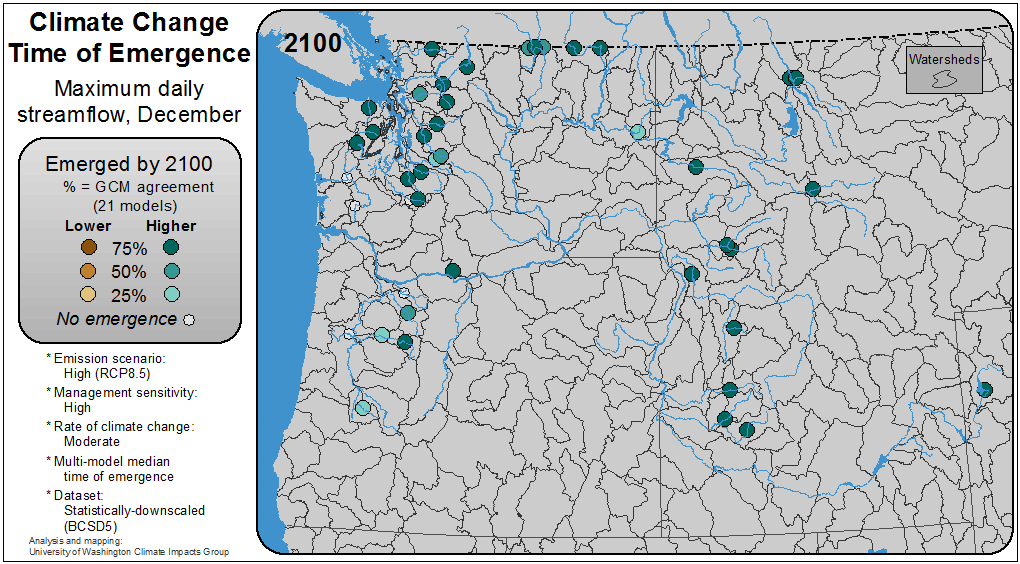 Climate Change
Time of Emergence
Maximum daily
streamflow, December
Emerged by 2100
% = GCM agreement
(21 models)
Lower Higher
75%
50%
25%
No emergence
* Emission scenario:
High (RCP8.5)
* Management sensitivity:
High
* Rate of climate change:
Moderate
* Multi-model median
time of emergence
* Dataset:
Statistically-downscaled
(BCSD5)
Analysis and mapping:
University of Washington Climate Impacts Group
2100
Watersheds